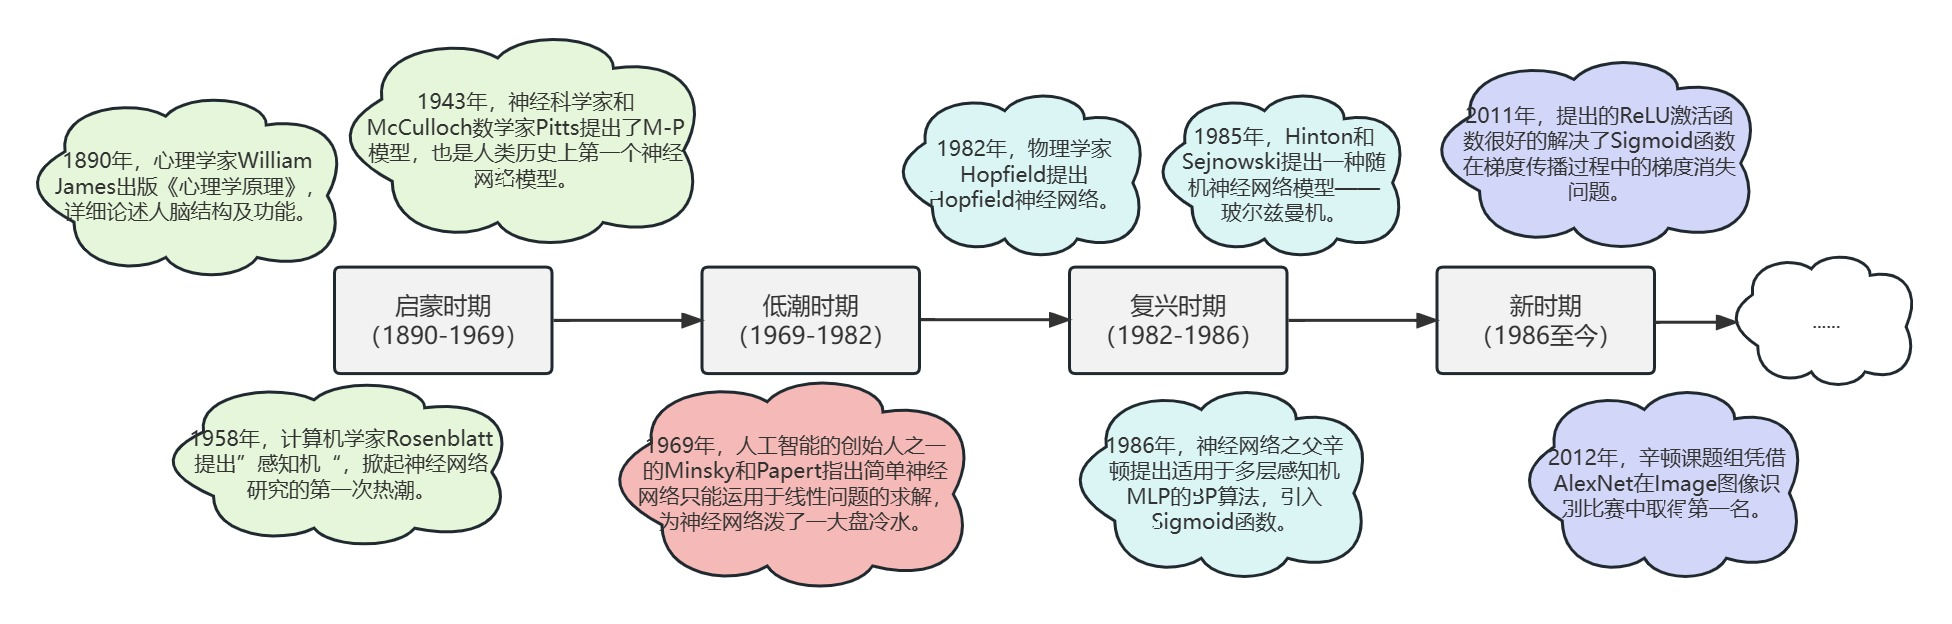 1890年，心理学家William
James出版《心理学原理》，
详细论述人脑结构及功能。
1943年，神经科学家和
McCulloch数学家Pitts提出了M-P
模型，也是人类历史上第一个神经
网络模型。
1982年，物理学家
Hopfield提出
Hopfield神经网络。
1985年，Hinton和
Sejnowski提出一种随
机神经网络模型——
玻尔兹曼机。
2011年，提出的ReLU激活函
数很好的解决了Sigmoid函数
在梯度传播过程中的梯度消失
问题。
启蒙时期
（1890-1969）
低潮时期
（1969-1982）
复兴时期
（1982-1986）
新时期
（1986至今）
......
1958年，计算机学家Rosenblatt
提出”感知机“，掀起神经网络
研究的第一次热潮。
1969年，人工智能的创始人之一
的Minsky和Papert指出简单神经
网络只能运用于线性问题的求解，
为神经网络泼了一大盘冷水。
1986年，神经网络之父辛
顿提出适用于多层感知机
MLP的BP算法，引入
Sigmoid函数。
2012年，辛顿课题组凭借
AlexNet在Image图像识
别比赛中取得第一名。